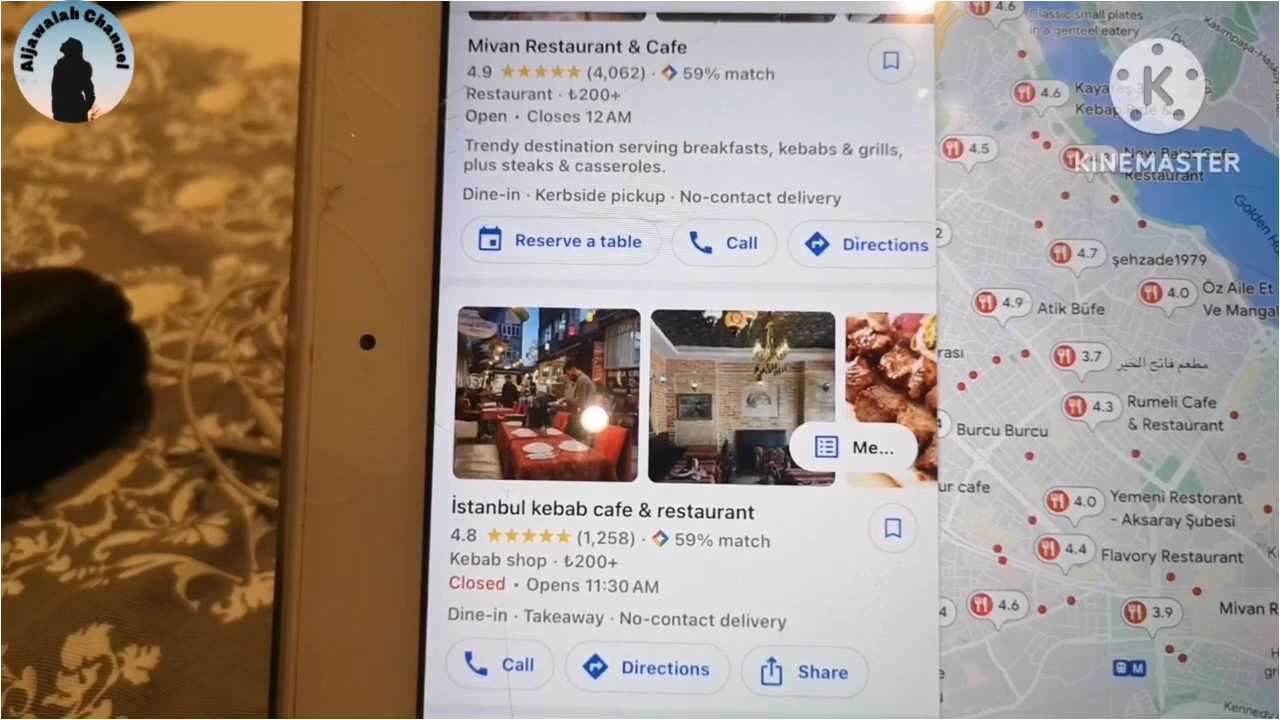 Aljawalah Channel
Mivan Restaurant & Cafe
4.9 (4,062) · 59% match
Restaurant · ₺200+
Open · Closes 12 AM
Trendy destination serving breakfasts, kebabs & grills,
plus steaks & casseroles.
Dine-in · Kerbside pickup · No-contact delivery
Reserve a table
Call
Directions
Me...
İstanbul kebab cafe & restaurant
4.8 (1,258) · 59% match
Kebab shop · ₺200+
Closed · Opens 11:30 AM
Dine-in · Takeaway · No-contact delivery
Call
Directions
Share
4.6
Classic small plates
in a genteel eatery
K
KINEMASTER
4.6
Kebap
4.5
Restaurant
Golden
4.7
şehzade1979
4.0
Öz Aile Et
Ve Mangal
4.9
Atik Büfe
3.7
مطعم فاتح الخير
4.3
Rumeli Cafe
& Restaurant
Burcu Burcu
ur cafe
4.0
Yemeni Restorant
- Aksaray Şubesi
4.4
Flavory Restaurant
4.6
3.9
Mivan R
M
Kennedy